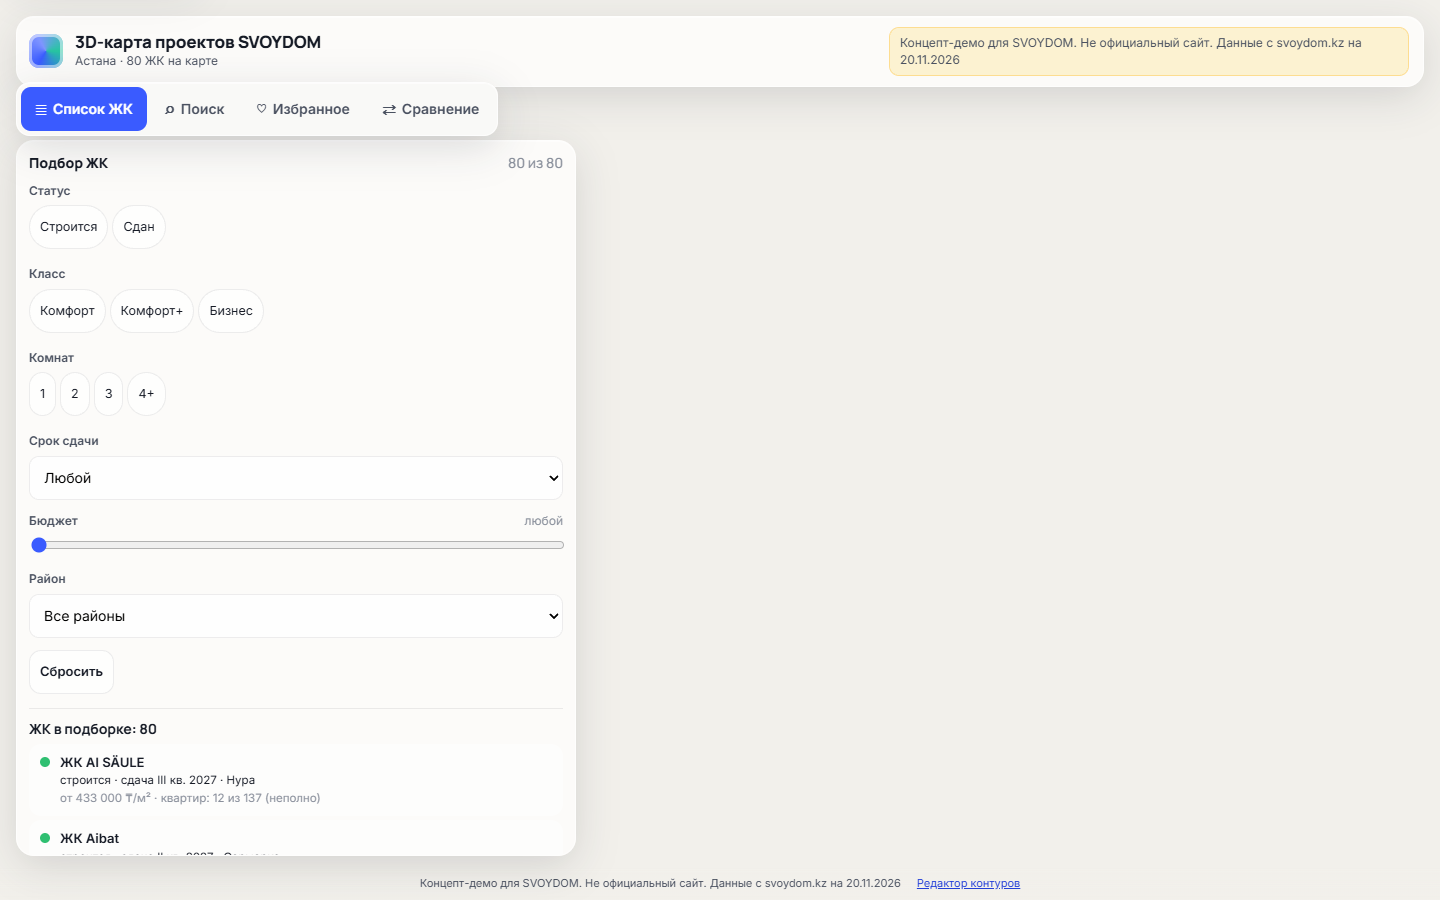 3D-карта проектов SVOYDOM
Астана · 80 ЖК на карте
Концепт-демо для SVOYDOM. Не официальный сайт. Данные с svoydom.kz на
20.11.2026
Список ЖК
Поиск
Избранное
Сравнение
Подбор ЖК
80 из 80
Статус
Строится
Сдан
Класс
Комфорт
Комфорт+
Бизнес
Комнат
1
2
3
4+
Срок сдачи
Любой
Бюджет
любой
Район
Все районы
Сбросить
ЖК в подборке: 80
ЖК AI SÄULE
строится · сдача III кв. 2027 · Нура
от 433 000 ₸/м² · квартир: 12 из 137 (неполно)
ЖК Aibat
Концепт-демо для SVOYDOM. Не официальный сайт. Данные с svoydom.kz на 20.11.2026
Редактор контуров